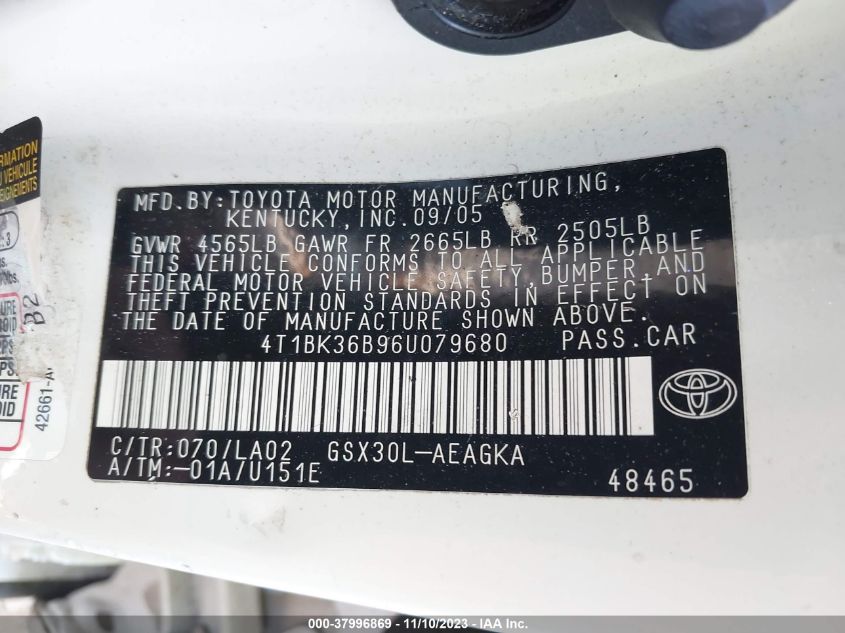 MFD.BY:TOYOTA MOTOR MANUFACTURING,
KENTUCKY,INC.09/05
GVWR 4565LB GAWR FR 2665LB RR 2505LB
THIS VEHICLE CONFORMS TO ALL APPLICABLE
FEDERAL MOTOR VEHICLE SAFETY,BUMPER,AND
THEFT PREVENTION STANDARDS IN EFFECT ON
THE DATE OF MANUFACTURE SHOWN ABOVE.
4T1BK36B96U079680 PASS.CAR
C/TR:070/LA02 GSX30L-AEAGKA
A/TM:-01A/U151E
48465
VEHICULE
B2
42661-A
000-37996869 — 11/10/2023 — IAA Inc.